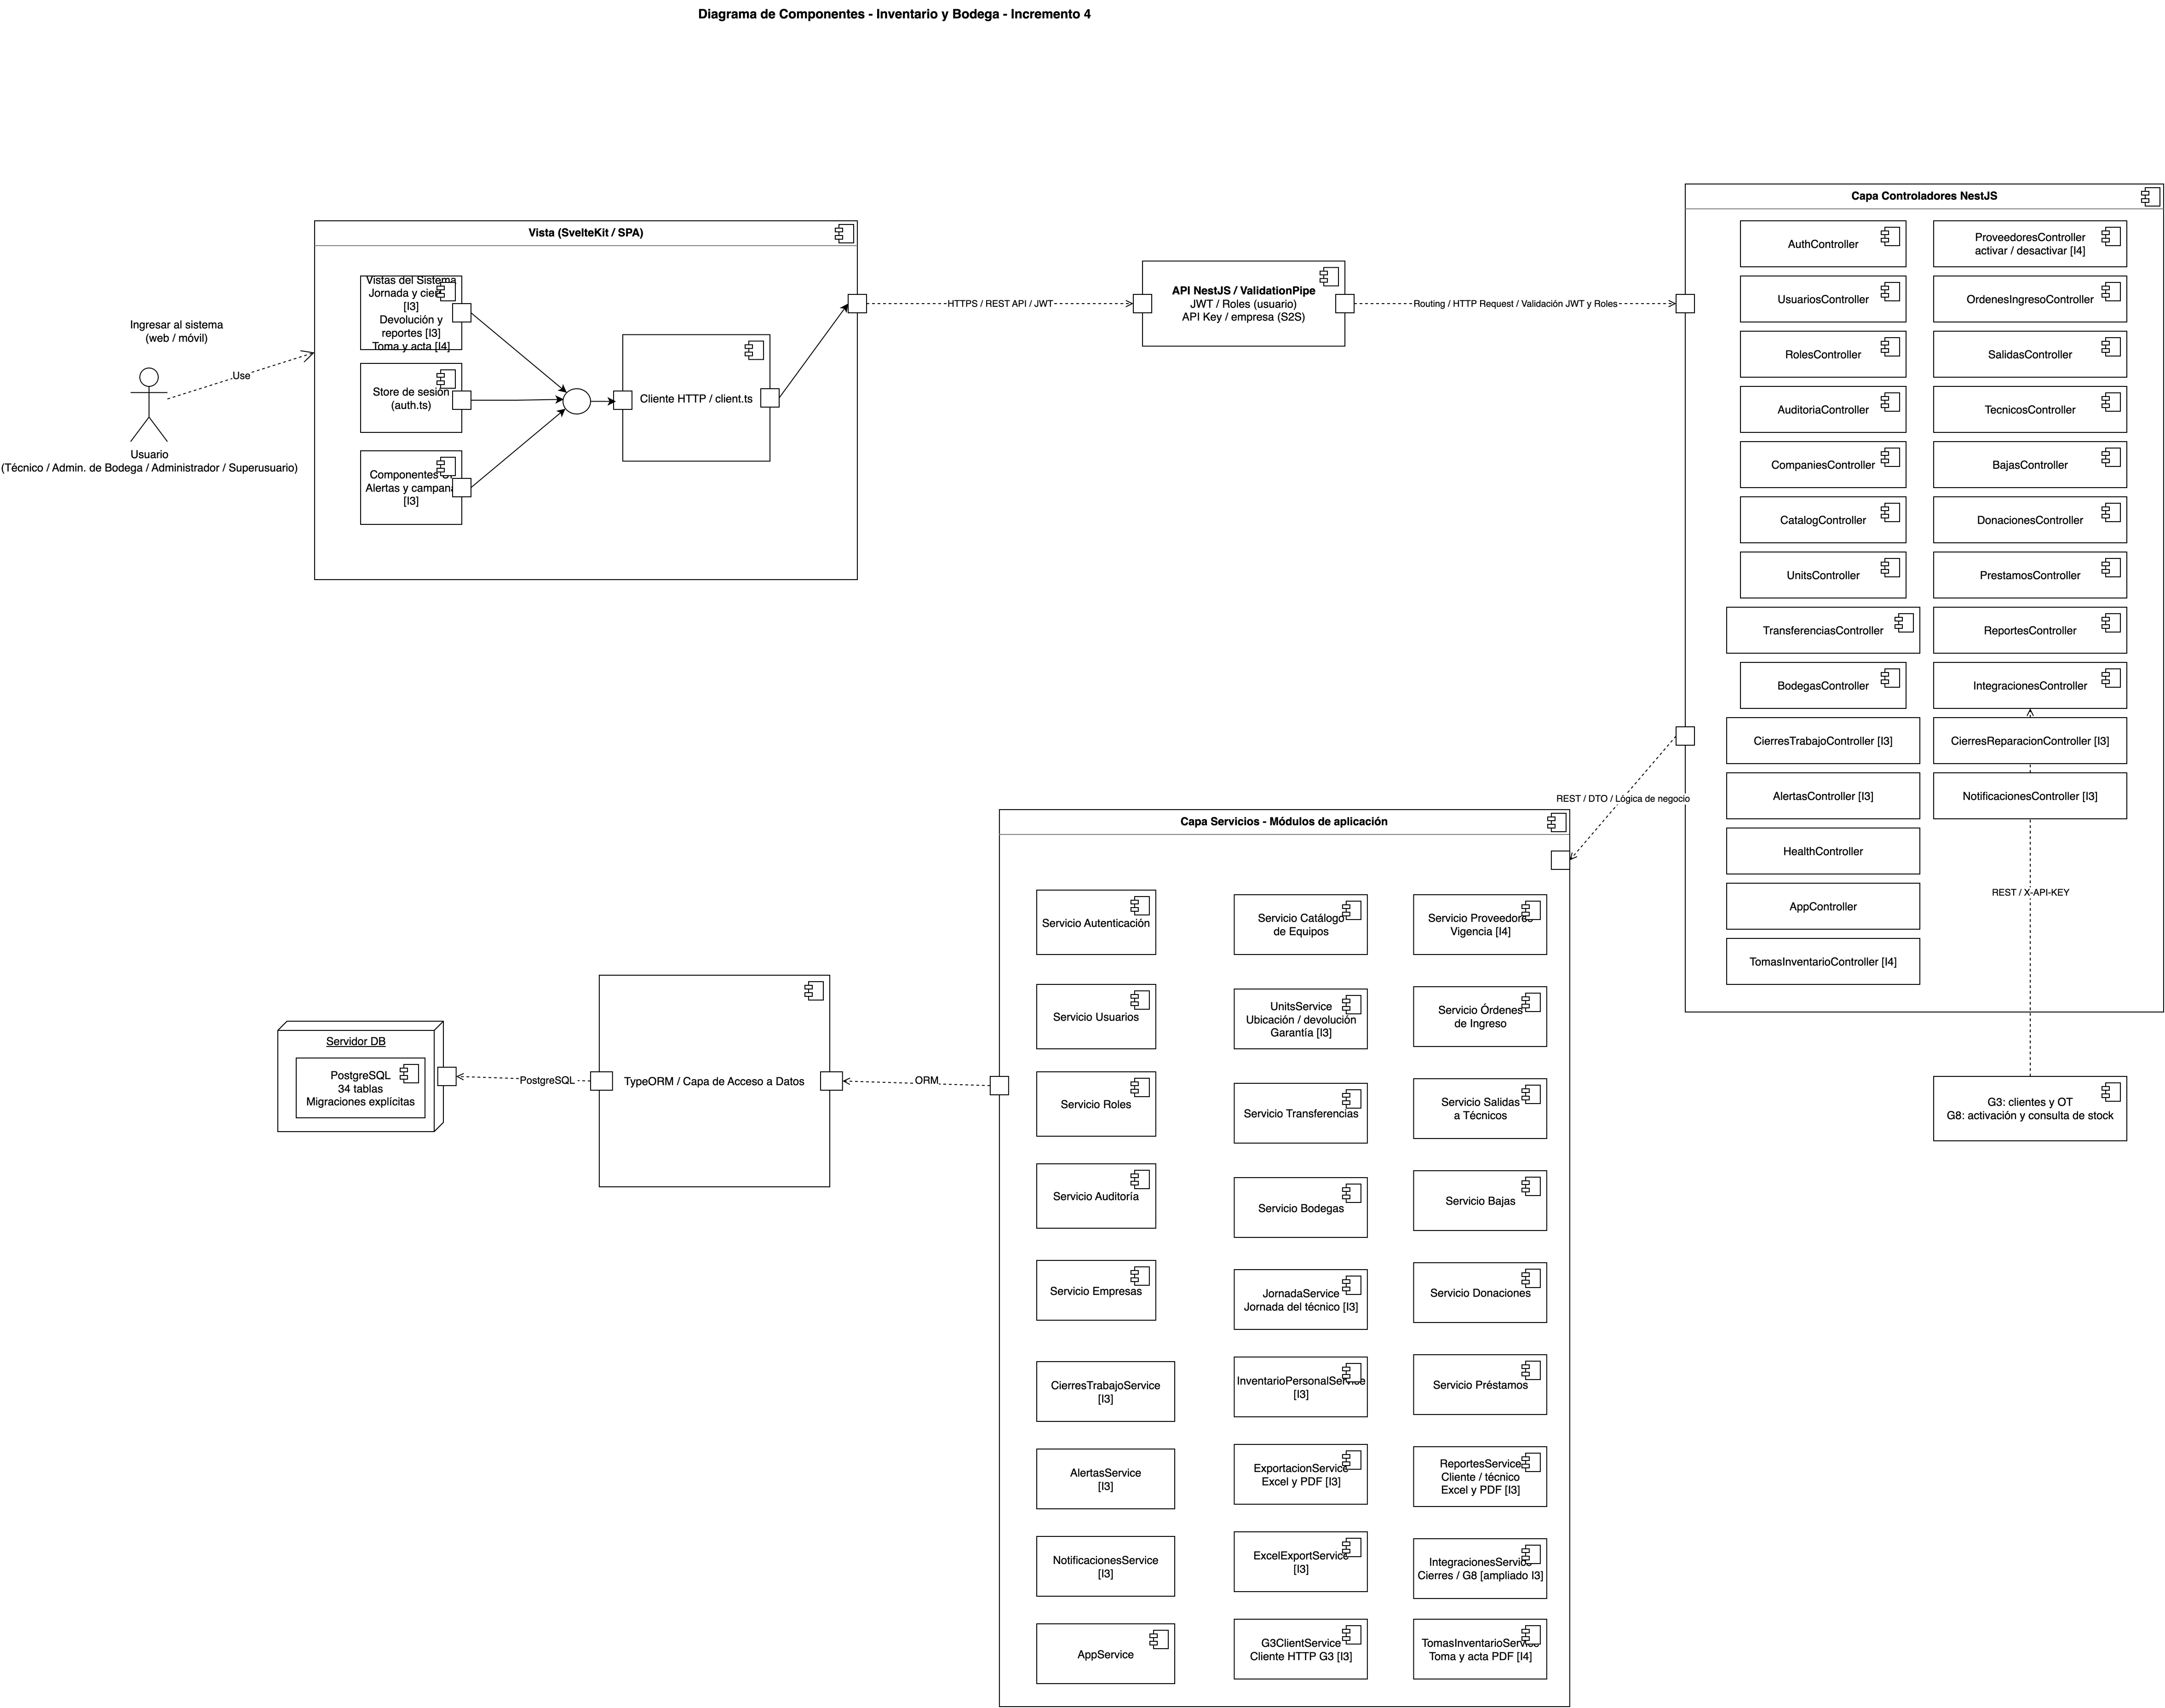 Diagrama de Componentes - Inventario y Bodega - Incremento 4
Ingresar al sistema
(web / móvil)
Use
Usuario
(Técnico / Admin. de Bodega / Administrador / Superusuario)
Vista (SvelteKit / SPA)
Vistas del Sistema
[I3]
Devolución y
reportes [I3]
Toma y acta [I4]
Store de sesión
(auth.ts)
Componentes
Alertas y campana
[I3]
Cliente HTTP / client.ts
HTTPS / REST API / JWT
API NestJS / ValidationPipe
JWT / Roles (usuario)
API Key / empresa (S2S)
Routing / HTTP Request / Validación JWT y Roles
Capa Controladores NestJS
AuthController
ProveedoresController
activar / desactivar [I4]
UsuariosController
OrdenesIngresoController
RolesController
SalidasController
AuditoriaController
TecnicosController
CompaniesController
BajasController
CatalogController
DonacionesController
UnitsController
PrestamosController
TransferenciasController
ReportesController
BodegasController
IntegracionesController
CierresTrabajoController [I3]
CierresReparacionController [I3]
AlertasController [I3]
NotificacionesController [I3]
HealthController
AppController
TomasInventarioController [I4]
REST / X-API-KEY
G3: clientes y OT
G8: activación y consulta de stock
REST / DTO / Lógica de negocio
Capa Servicios - Módulos de aplicación
Servicio Autenticación
Servicio Catálogo
de Equipos
Servicio Proveedores
Vigencia [I4]
Servicio Usuarios
UnitsService
Ubicación / devolución
Garantía [I3]
Servicio Órdenes
de Ingreso
Servicio Roles
Servicio Transferencias
Servicio Salidas
a Técnicos
Servicio Auditoría
Servicio Bodegas
Servicio Bajas
Servicio Empresas
JornadaService
Jornada del técnico [I3]
Servicio Donaciones
CierresTrabajoService
[I3]
InventarioPersonalService
[I3]
Servicio Préstamos
AlertasService
[I3]
ExportacionService
Excel y PDF [I3]
ReportesService
Cliente / técnico
Excel y PDF [I3]
NotificacionesService
[I3]
ExcelExportService
[I3]
IntegracionesService
Cierres / G8 [ampliado I3]
AppService
G3ClientService
Cliente HTTP G3 [I3]
TomasInventarioService
Toma y acta PDF [I4]
ORM
TypeORM / Capa de Acceso a Datos
PostgreSQL
Servidor DB
PostgreSQL
34 tablas
Migraciones explícitas